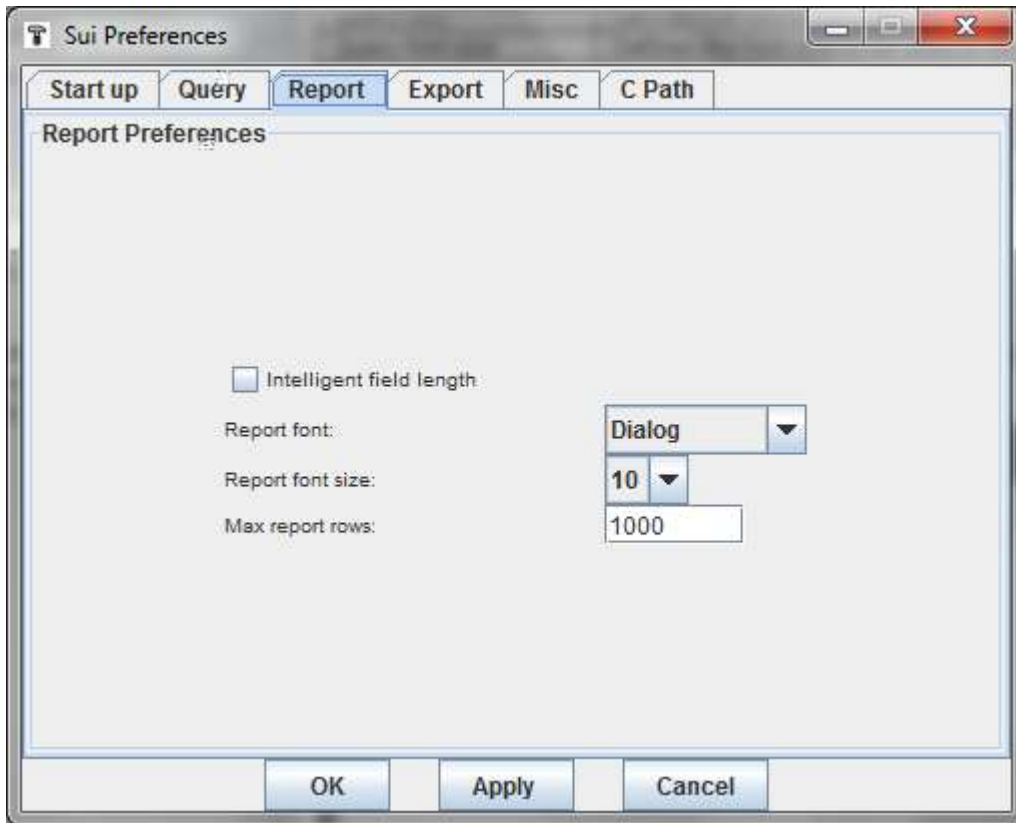 Sui Preferences
Start up Query Report Export Misc C Path
Report Preferences
Intelligent field length
Report font: Dialog
Report font size: 10
Max report rows: 1000
OK Apply Cancel